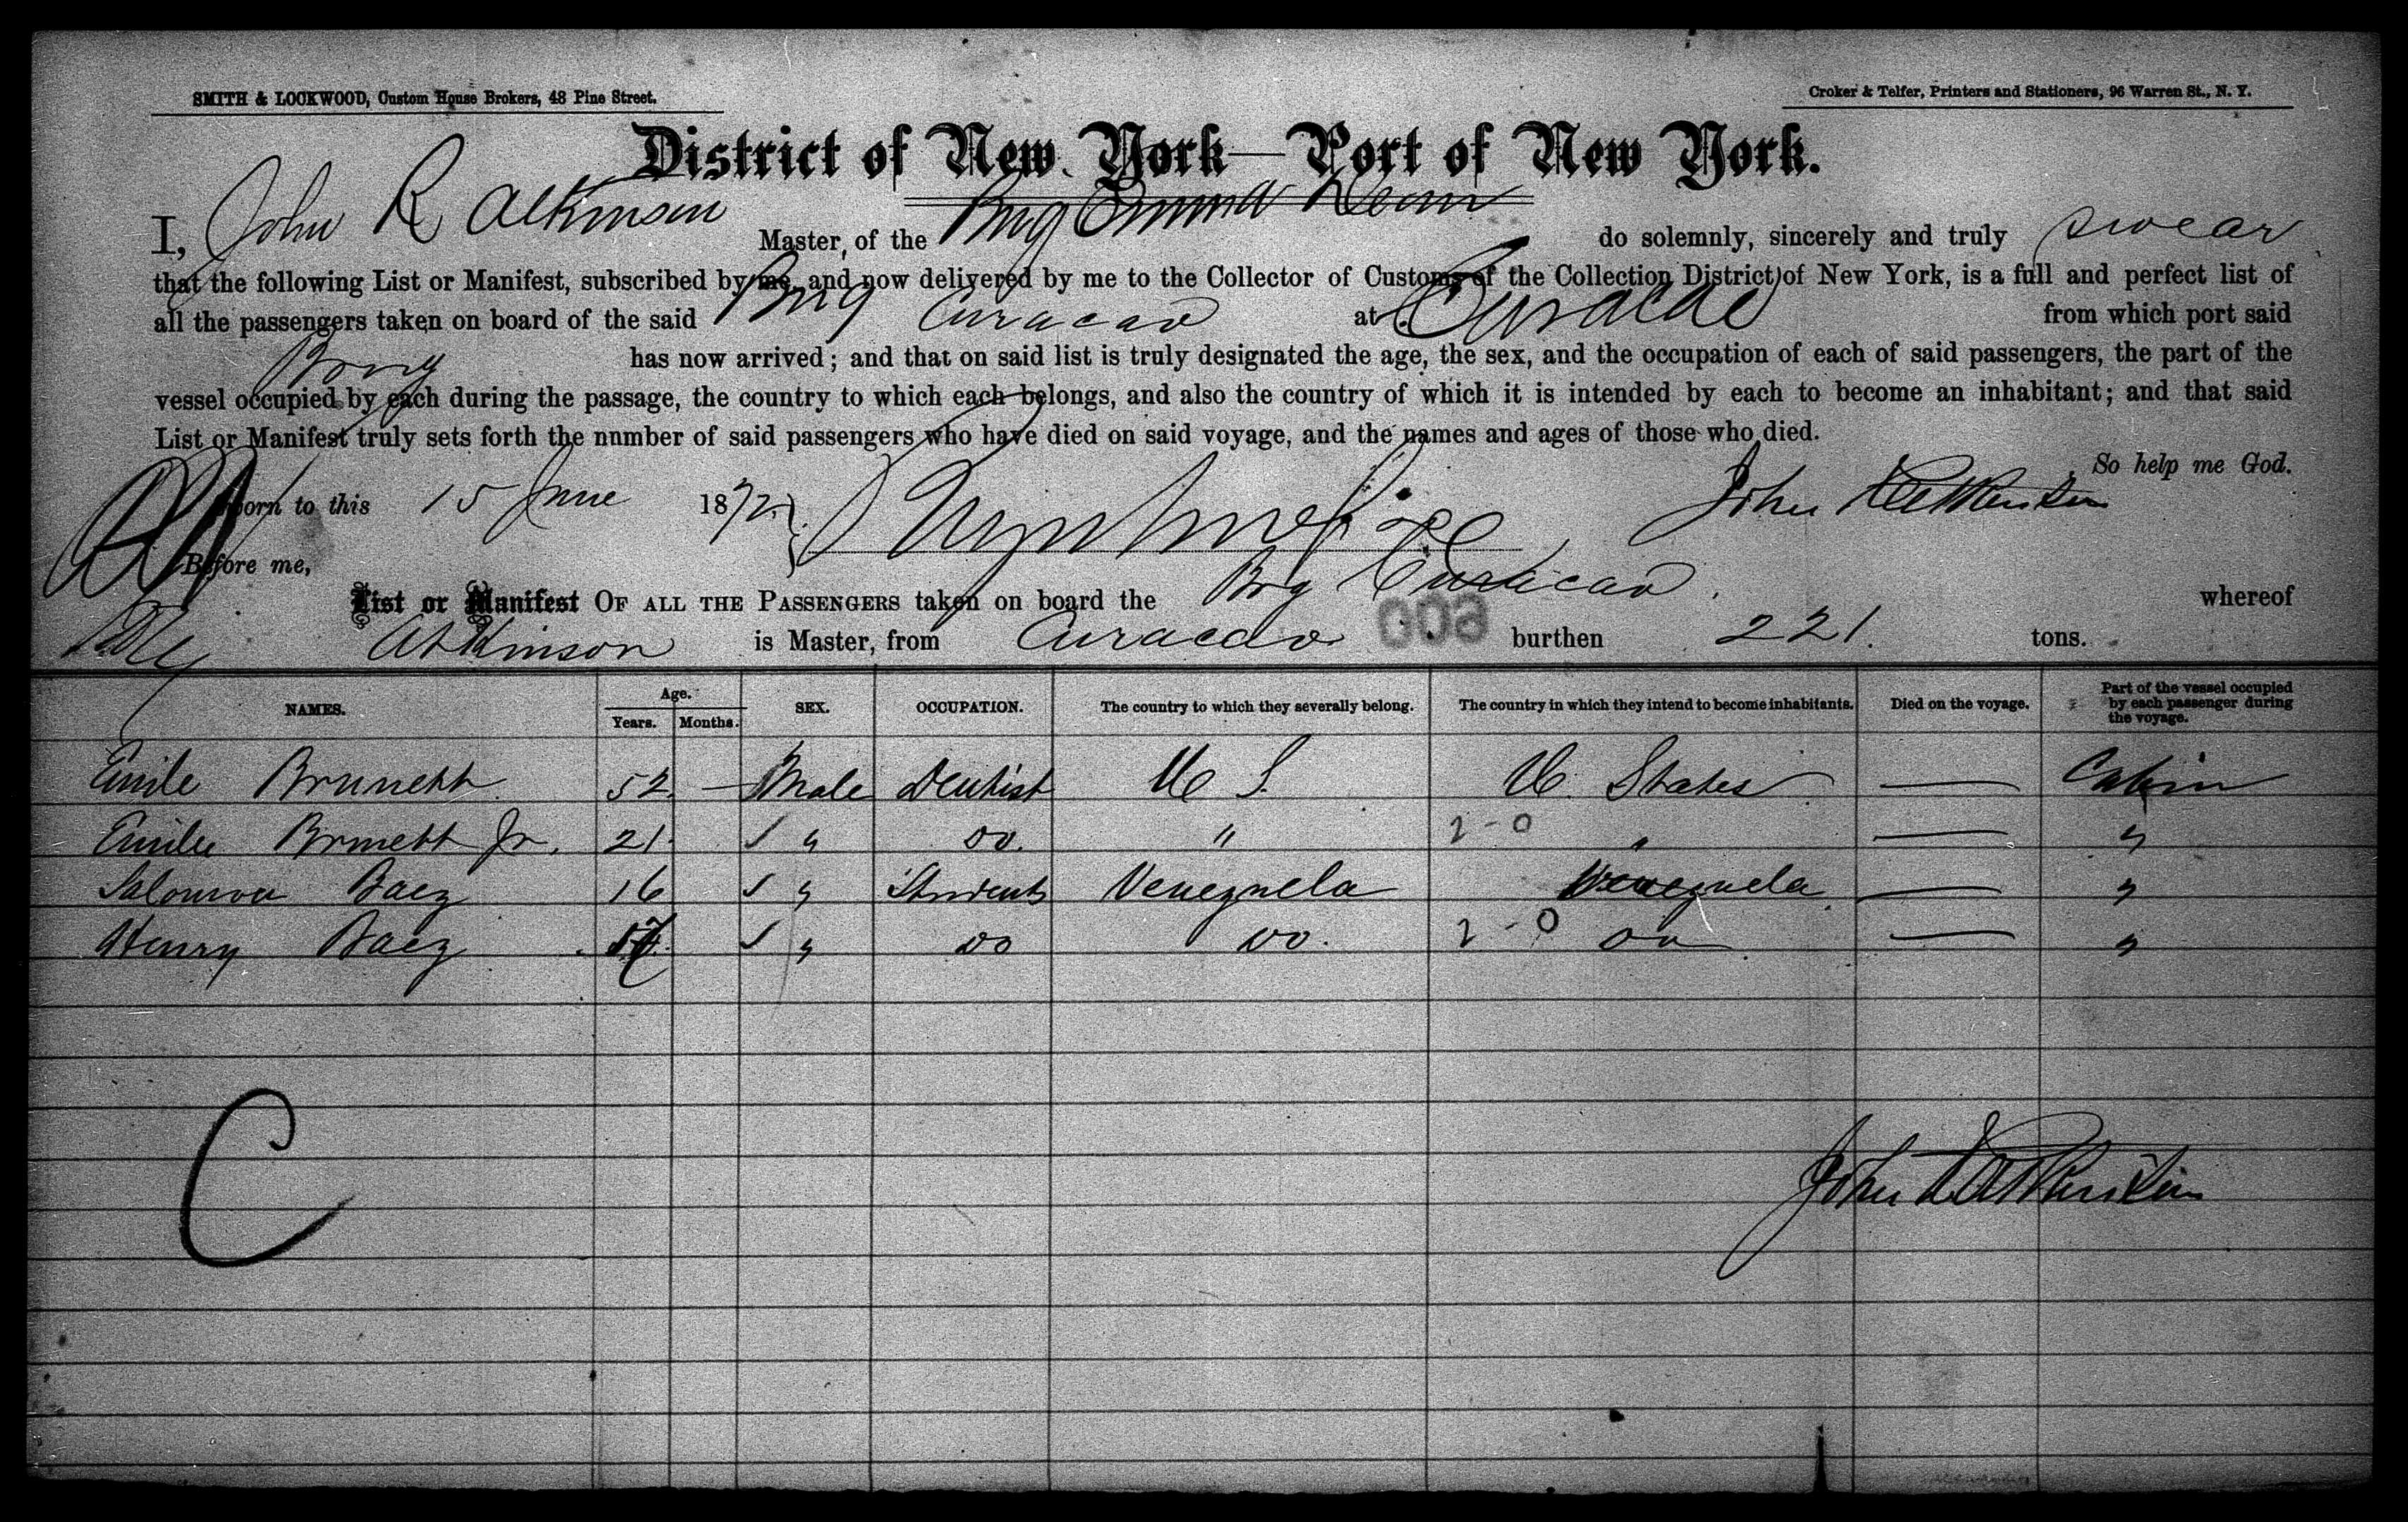 SMITH & LOCKWOOD, Custom House Brokers, 48 Pine Street.
Croker & Telfer, Printers and Stationers, 96 Warren St., N. Y.
District of New York—Port of New York.
I, John R Atkinson Master, of the Brig Emma Dean do solemnly, sincerely and truly swear
that the following List or Manifest, subscribed by me, and now delivered by me to the Collector of Customs of the Collection District of New York, is a full and perfect list of
all the passengers taken on board of the said Brig Curacao at Curacao from which port said
Brig has now arrived; and that on said list is truly designated the age, the sex, and the occupation of each of said passengers, the part of the
vessel occupied by each during the passage, the country to which each belongs, and also the country of which it is intended by each to become an inhabitant; and that said
List or Manifest truly sets forth the number of said passengers who have died on said voyage, and the names and ages of those who died.
So help me God.
Sworn to this 15 June 1872 John R Atkinson
Before me,
List or Manifest OF ALL THE PASSENGERS taken on board the Brig Curacao whereof
Atkinson is Master, from Curacao 600 burthen 221. tons.
NAMES. Age. Years. Months. SEX. OCCUPATION. The country to which they severally belong. The country in which they intend to become inhabitants. Died on the voyage. Part of the vessel occupied by each passenger during the voyage.
Emile Brunett 52 — Male Dentist U S. U. States — Cabin
Emile Brunett Jr. 21 " do. " 2-0 " — "
Salomon Baez 16 " Student Venezuela Venezuela — "
Henry Baez " do do. 2-0 do — "
C
John R Atkinson